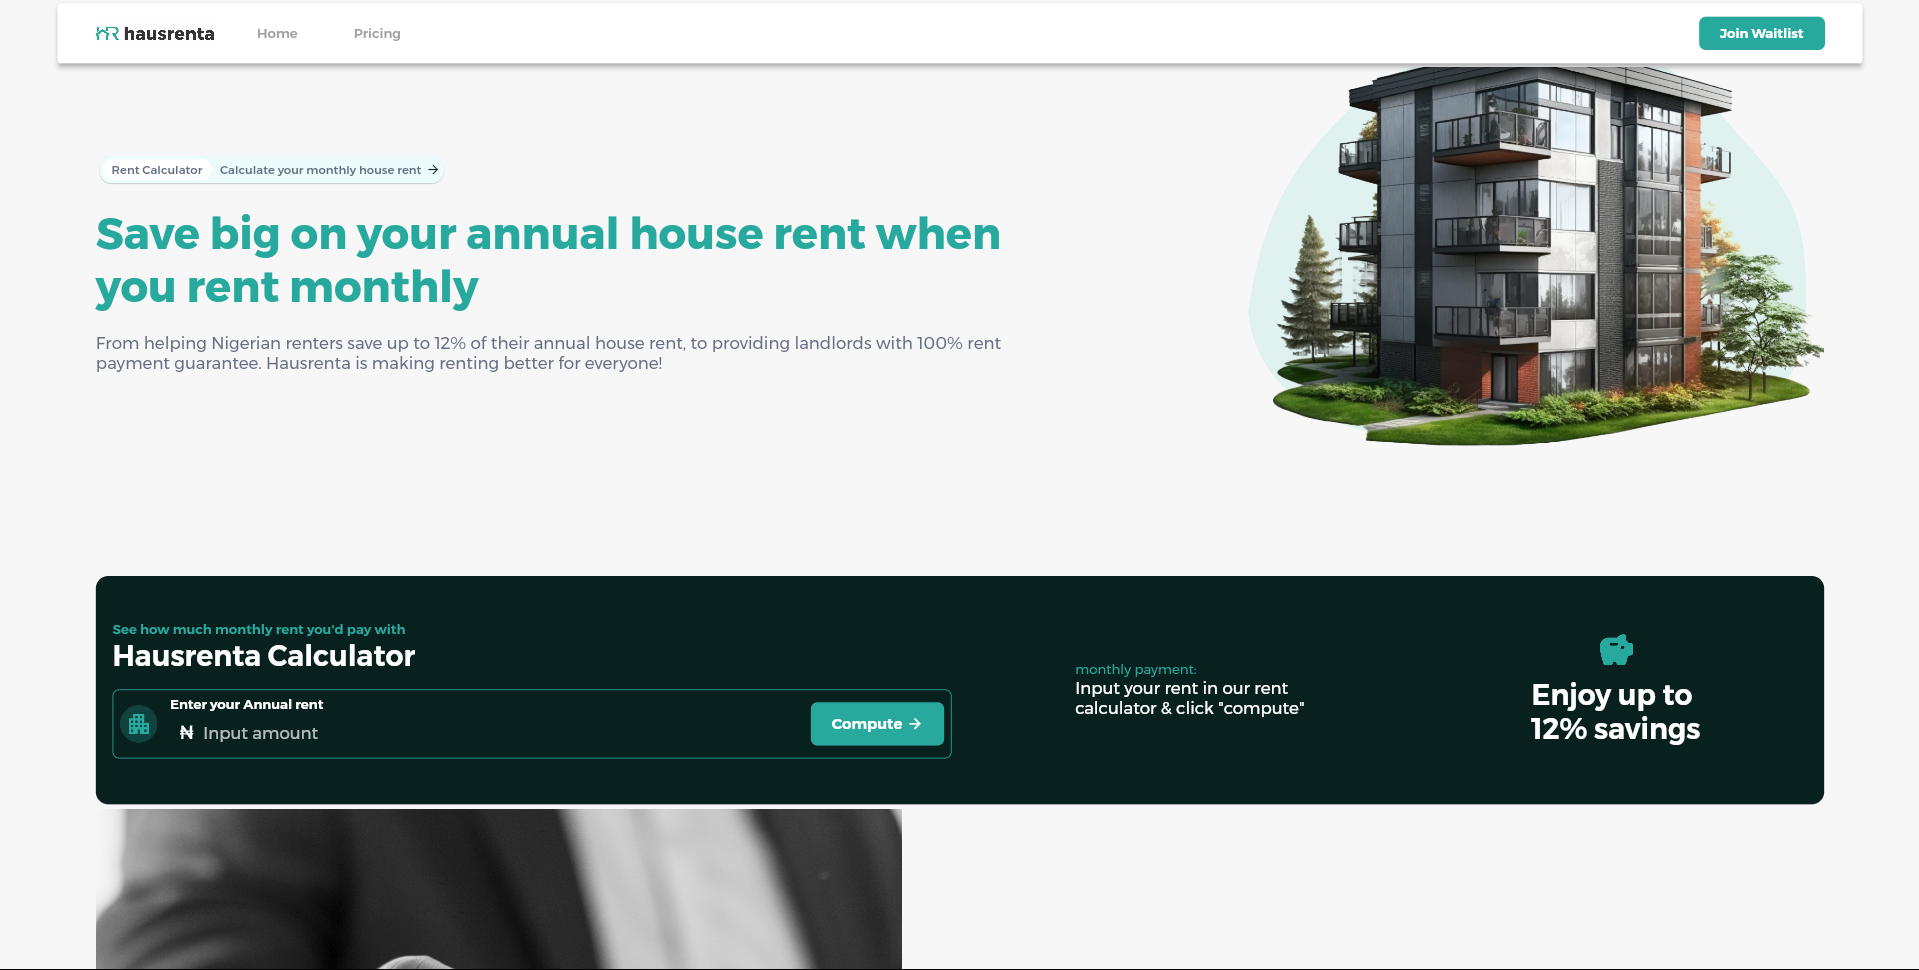 hausrenta
Home
Pricing
Join Waitlist
Rent Calculator
Calculate your monthly house rent →
Save big on your annual house rent when
you rent monthly
From helping Nigerian renters save up to 12% of their annual house rent, to providing landlords with 100% rent
payment guarantee. Hausrenta is making renting better for everyone!
See how much monthly rent you'd pay with
Hausrenta Calculator
Enter your Annual rent
₦ Input amount
Compute →
monthly payment:
Input your rent in our rent
calculator & click "compute"
Enjoy up to
12% savings